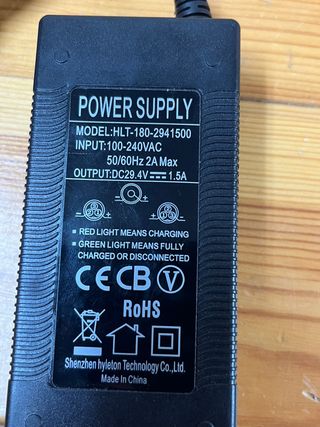 POWER SUPPLY
MODEL:HLT-180-2941500
INPUT:100-240VAC
50/60Hz 2A Max
OUTPUT:DC29.4V⎓1.5A
RED LIGHT MEANS CHARGING
GREEN LIGHT MEANS FULLY
CHARGED OR DISCONNECTED
CE CB V
RoHS
Shenzhen hyleton Technology Co.,Ltd.
Made In China